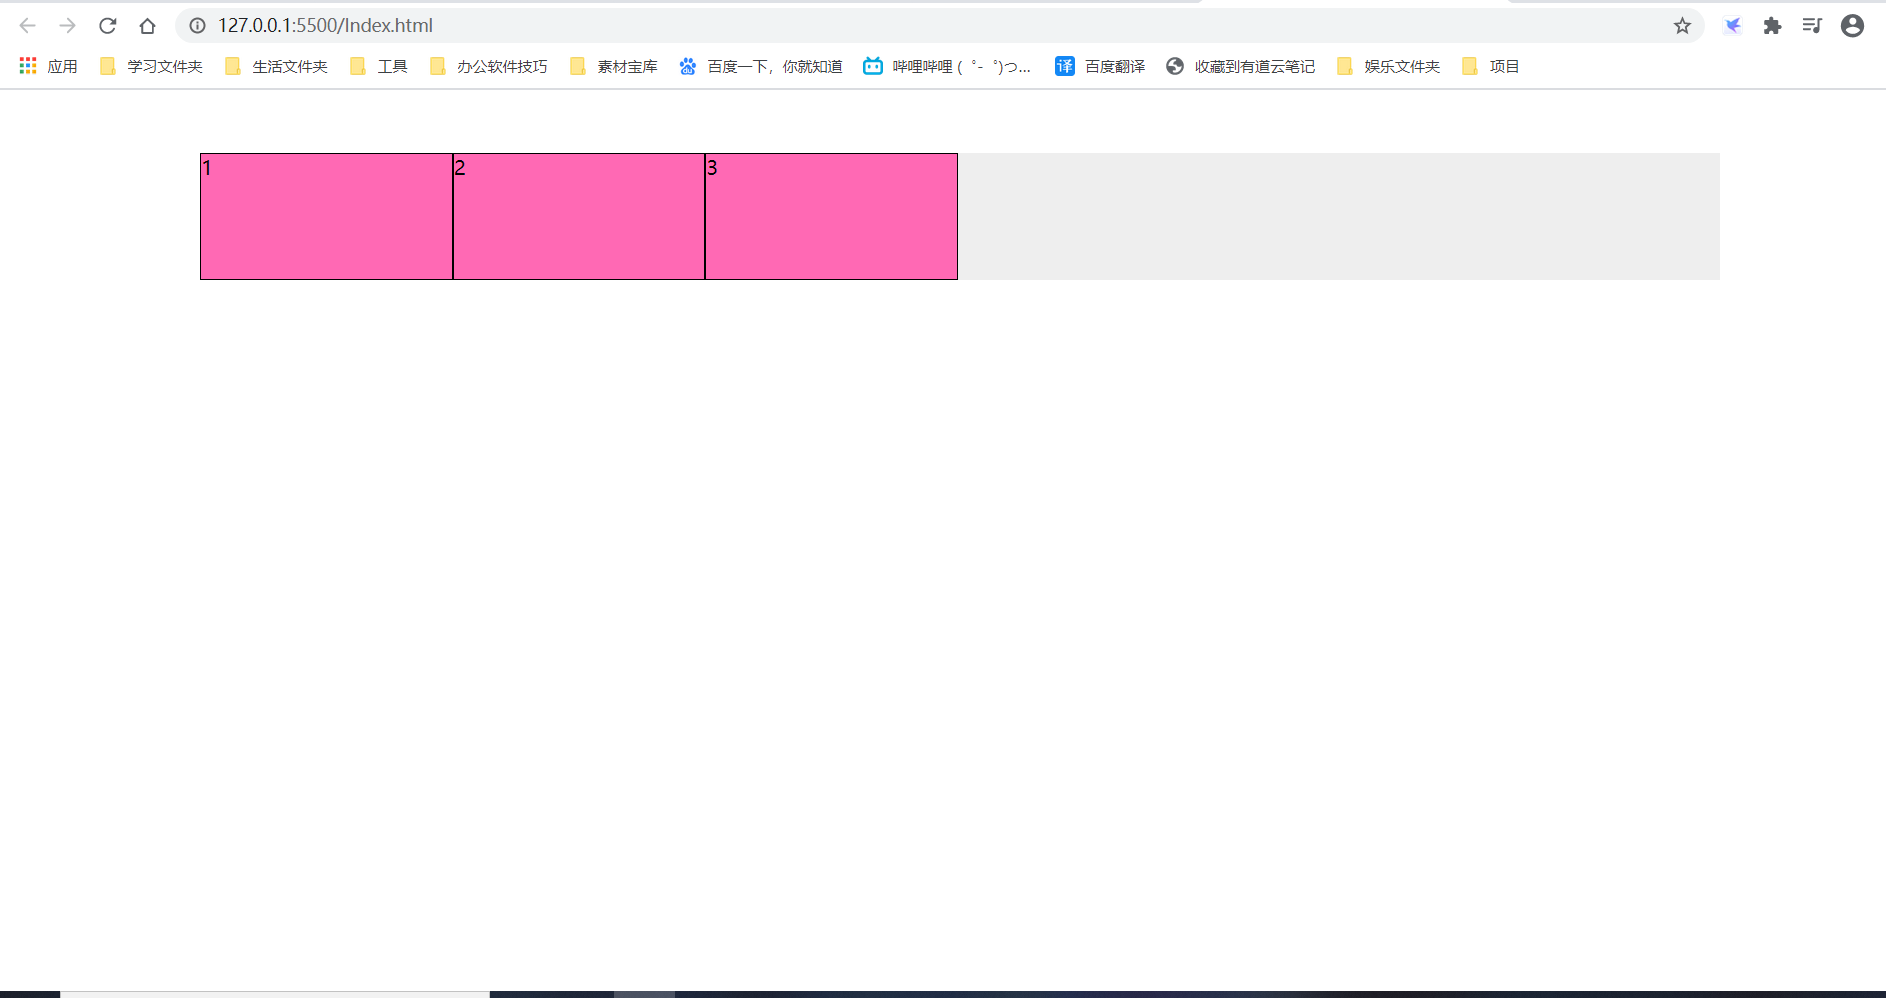 127.0.0.1:5500/Index.html
应用 学习文件夹 生活文件夹 工具 办公软件技巧 素材宝库 百度一下，你就知道 哔哩哔哩 ( ゜- ゜)つ... 译 百度翻译 收藏到有道云笔记 娱乐文件夹 项目
1 2 3